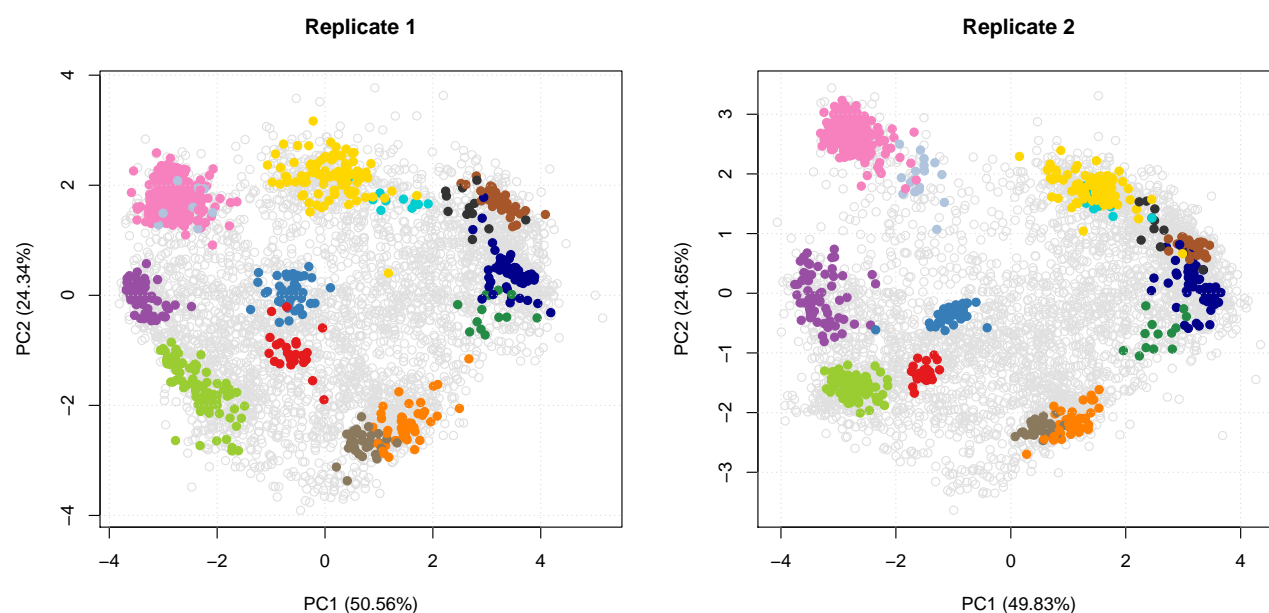 Replicate 1
4
2
0
−2
−4
PC2 (24.34%)
−4 −2 0 2 4
PC1 (50.56%)
Replicate 2
3
2
1
0
−1
−2
−3
PC2 (24.65%)
−4 −2 0 2 4
PC1 (49.83%)